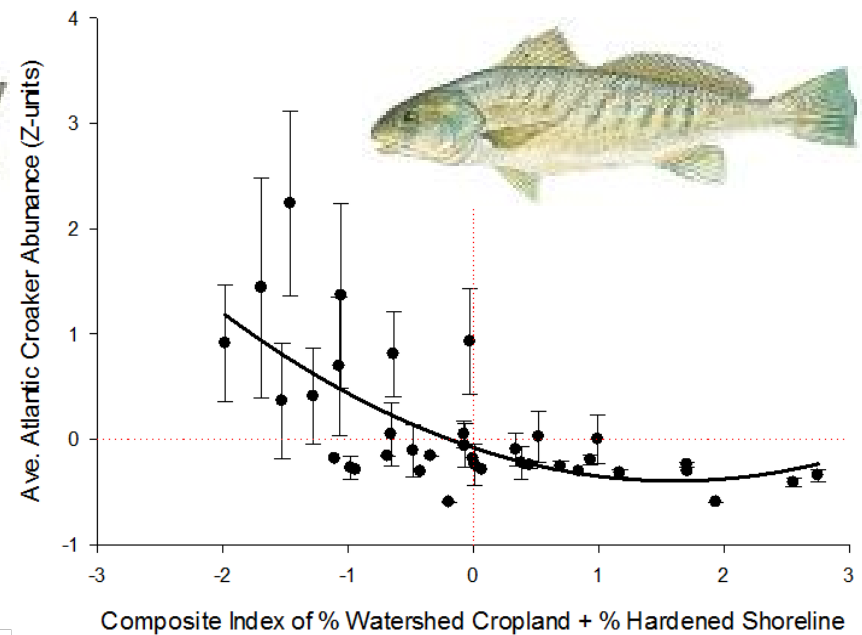 Ave. Atlantic Croaker Abunance (Z-units)
4
3
2
1
0
-1
-3 -2 -1 0 1 2 3
Composite Index of % Watershed Cropland + % Hardened Shoreline